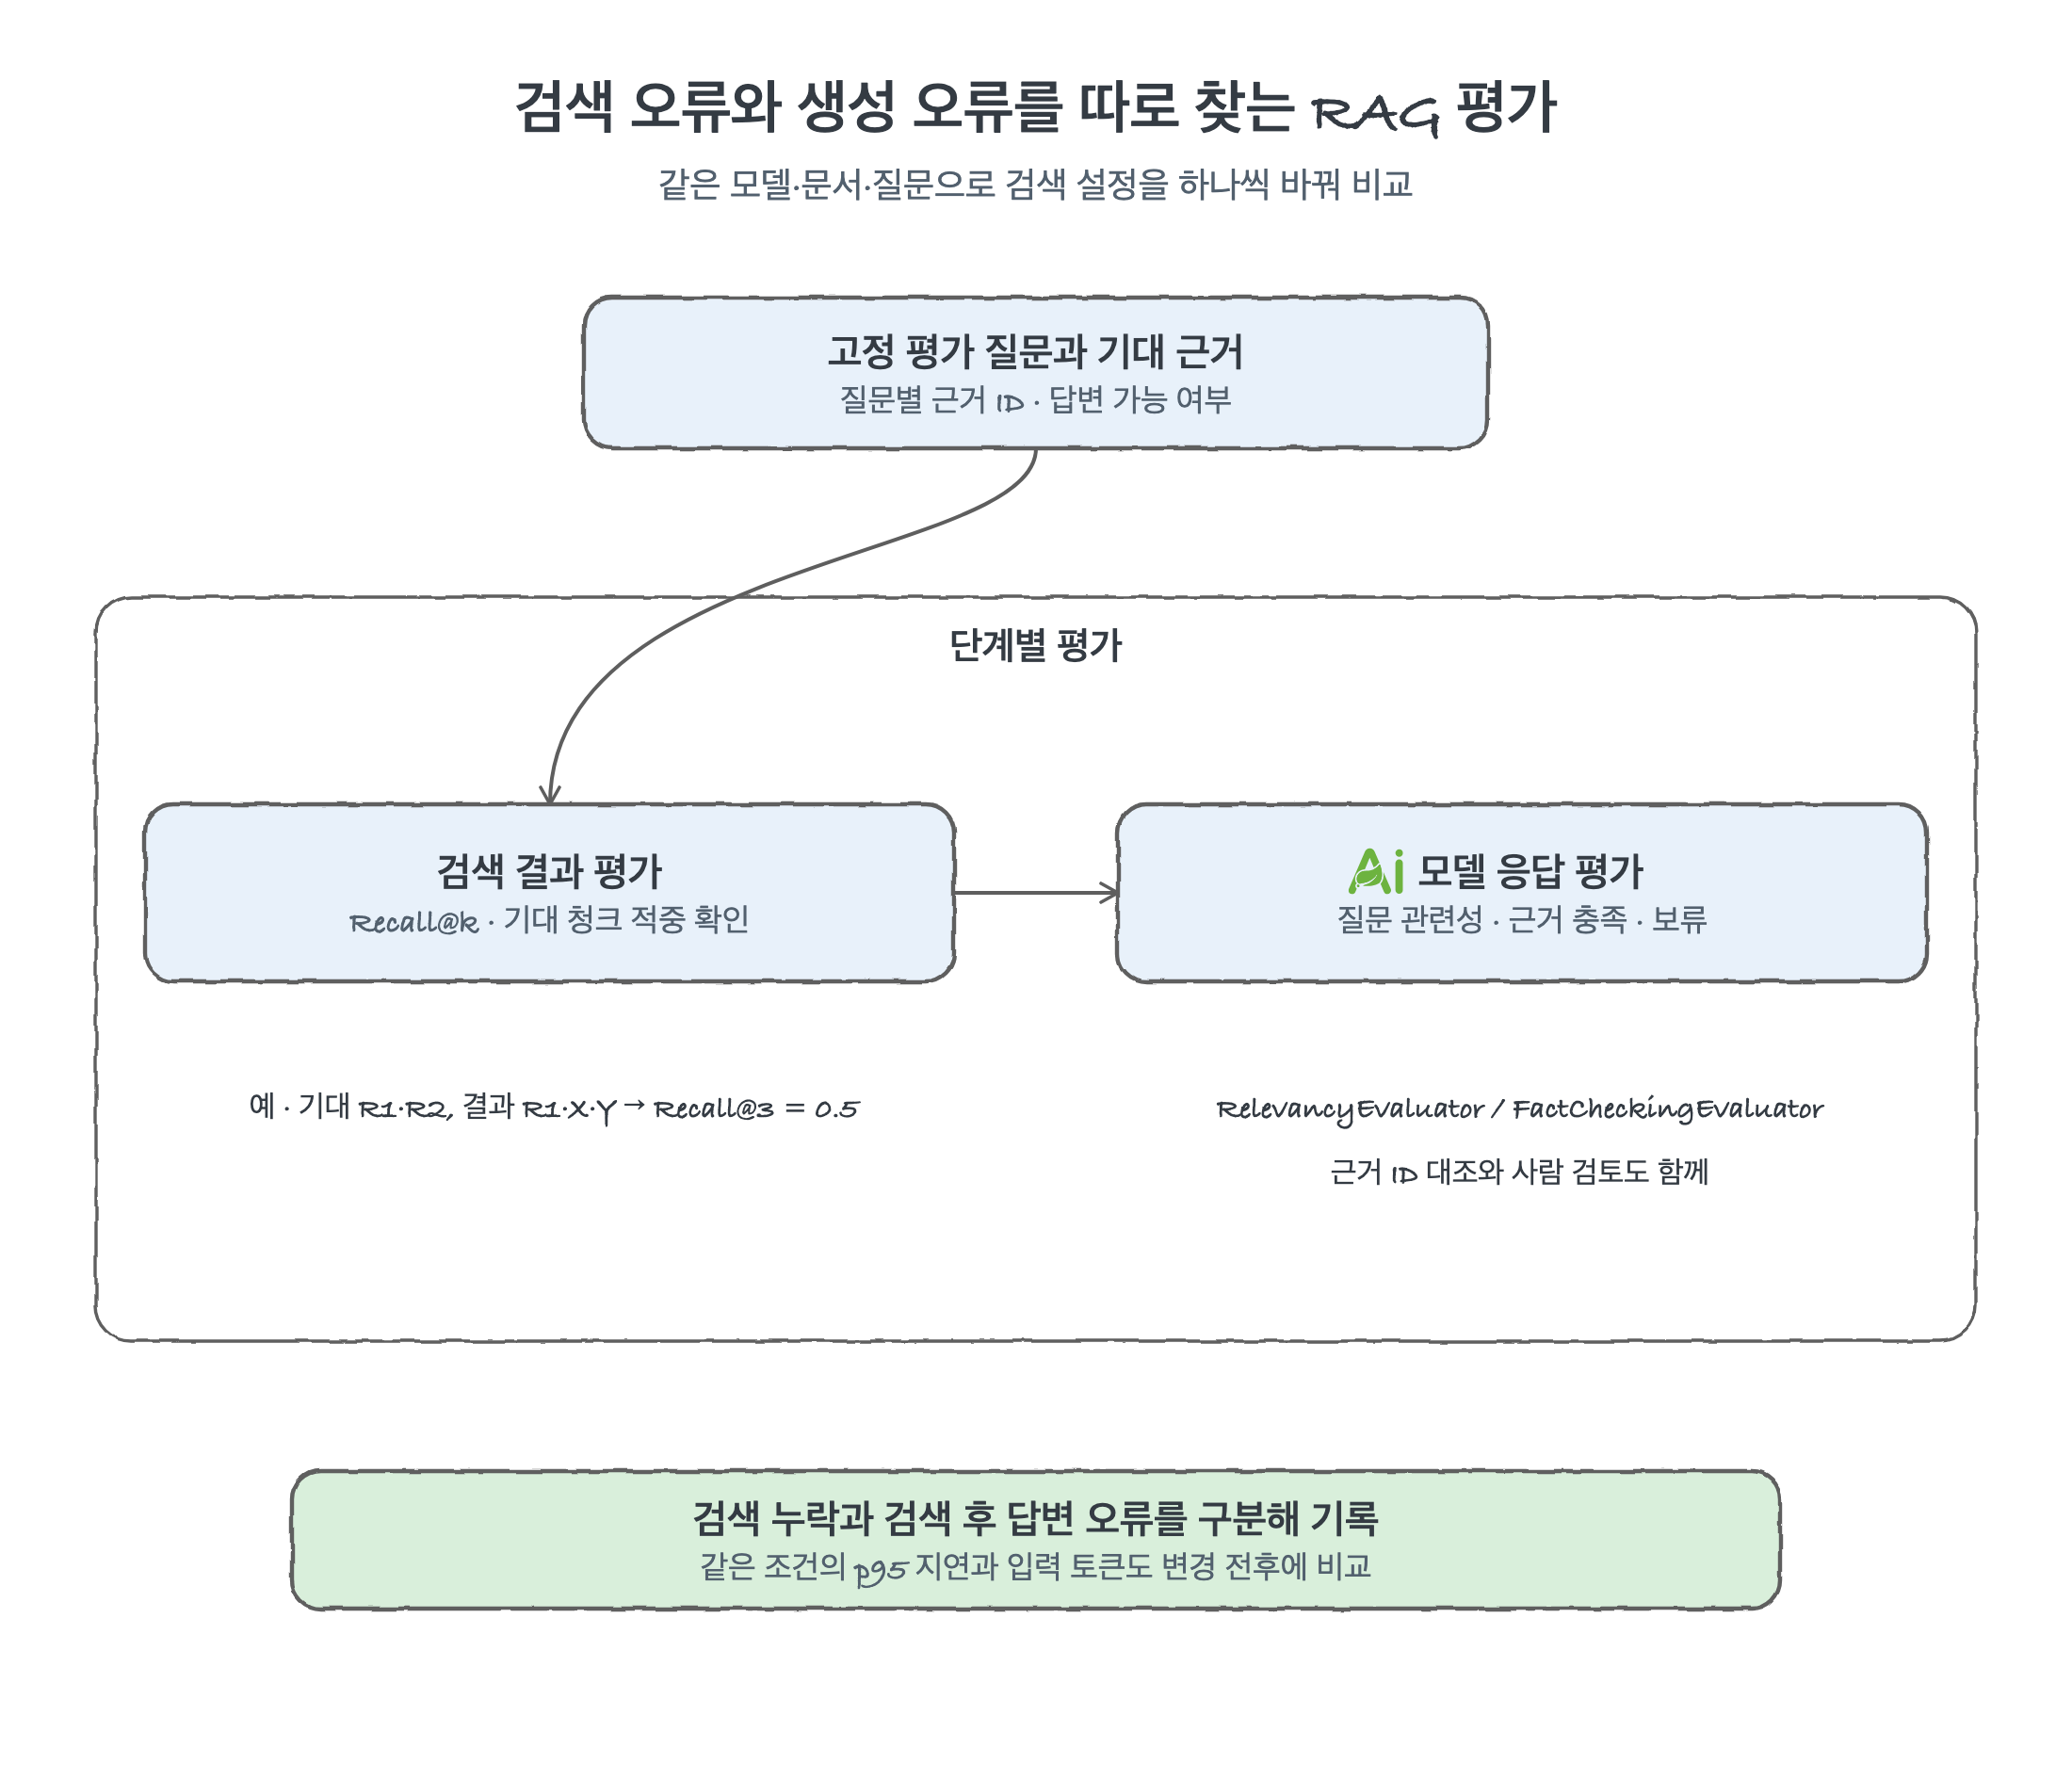 검색 오류와 생성 오류를 따로 찾는 RAG 평가
같은 모델·문서·질문으로 검색 설정을 하나씩 바꿔 비교
고정 평가 질문과 기대 근거
질문별 근거 ID · 답변 가능 여부
단계별 평가
검색 결과 평가
Recall@k · 기대 청크 적중 확인
Ai 모델 응답 평가
질문 관련성 · 근거 충족 · 보류
예 · 기대 R1·R2, 결과 R1·X·Y → Recall@3 = 0.5
RelevancyEvaluator / FactCheckingEvaluator
근거 ID 대조와 사람 검토도 함께
검색 누락과 검색 후 답변 오류를 구분해 기록
같은 조건의 p95 지연과 입력 토큰도 변경 전후에 비교